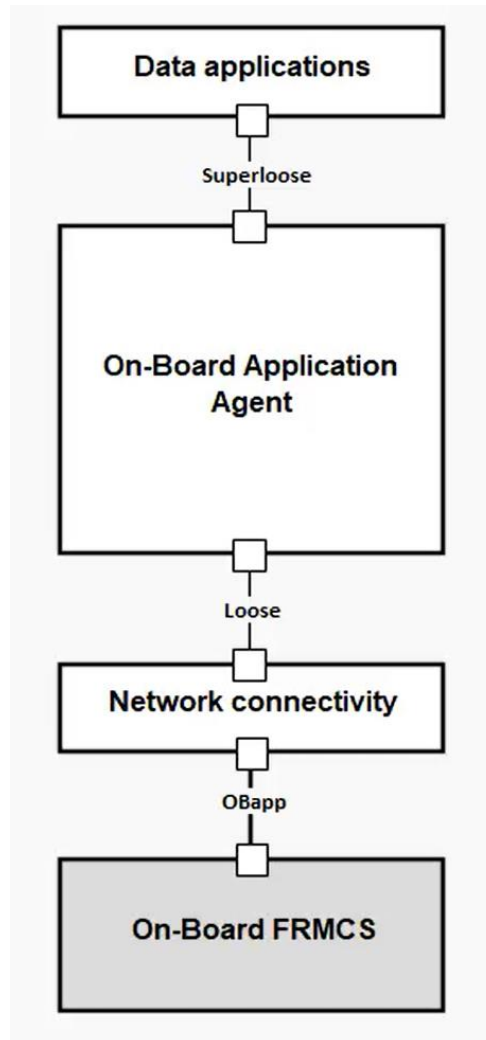 Data applications
Superloose
On-Board Application
Agent
Loose
Network connectivity
OBapp
On-Board FRMCS